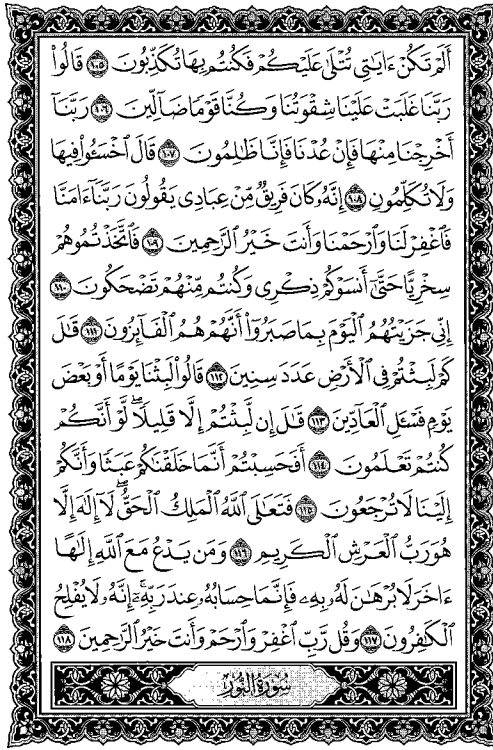 أَلَمْ تَكُنْ ءَايَٰتِى تُتْلَىٰ عَلَيْكُمْ فَكُنتُم بِهَا تُكَذِّبُونَ ١٠٥ قَالُوا۟
رَبَّنَا غَلَبَتْ عَلَيْنَا شِقْوَتُنَا وَكُنَّا قَوْمًا ضَآلِّينَ ١٠٦ رَبَّنَآ
أَخْرِجْنَا مِنْهَا فَإِنْ عُدْنَا فَإِنَّا ظَٰلِمُونَ ١٠٧ قَالَ ٱخْسَـُٔوا۟ فِيهَا
وَلَا تُكَلِّمُونِ ١٠٨ إِنَّهُۥ كَانَ فَرِيقٌ مِّنْ عِبَادِى يَقُولُونَ رَبَّنَآ ءَامَنَّا
فَٱغْفِرْ لَنَا وَٱرْحَمْنَا وَأَنتَ خَيْرُ ٱلرَّٰحِمِينَ ١٠٩ فَٱتَّخَذْتُمُوهُمْ
سِخْرِيًّا حَتَّىٰٓ أَنسَوْكُمْ ذِكْرِى وَكُنتُم مِّنْهُمْ تَضْحَكُونَ ١١٠
إِنِّى جَزَيْتُهُمُ ٱلْيَوْمَ بِمَا صَبَرُوٓا۟ أَنَّهُمْ هُمُ ٱلْفَآئِزُونَ ١١١ قَٰلَ
كَمْ لَبِثْتُمْ فِى ٱلْأَرْضِ عَدَدَ سِنِينَ ١١٢ قَالُوا۟ لَبِثْنَا يَوْمًا أَوْ بَعْضَ
يَوْمٍ فَسْـَٔلِ ٱلْعَآدِّينَ ١١٣ قَٰلَ إِن لَّبِثْتُمْ إِلَّا قَلِيلًا ۖ لَّوْ أَنَّكُمْ
كُنتُمْ تَعْلَمُونَ ١١٤ أَفَحَسِبْتُمْ أَنَّمَا خَلَقْنَٰكُمْ عَبَثًا وَأَنَّكُمْ
إِلَيْنَا لَا تُرْجَعُونَ ١١٥ فَتَعَٰلَى ٱللَّهُ ٱلْمَلِكُ ٱلْحَقُّ ۖ لَآ إِلَٰهَ إِلَّا
هُوَ رَبُّ ٱلْعَرْشِ ٱلْكَرِيمِ ١١٦ وَمَن يَدْعُ مَعَ ٱللَّهِ إِلَٰهًا
ءَاخَرَ لَا بُرْهَٰنَ لَهُۥ بِهِۦ فَإِنَّمَا حِسَابُهُۥ عِندَ رَبِّهِۦٓ ۚ إِنَّهُۥ لَا يُفْلِحُ
ٱلْكَٰفِرُونَ ١١٧ وَقُل رَّبِّ ٱغْفِرْ وَٱرْحَمْ وَأَنتَ خَيْرُ ٱلرَّٰحِمِينَ ١١٨
سُورَةُ النُّورِ